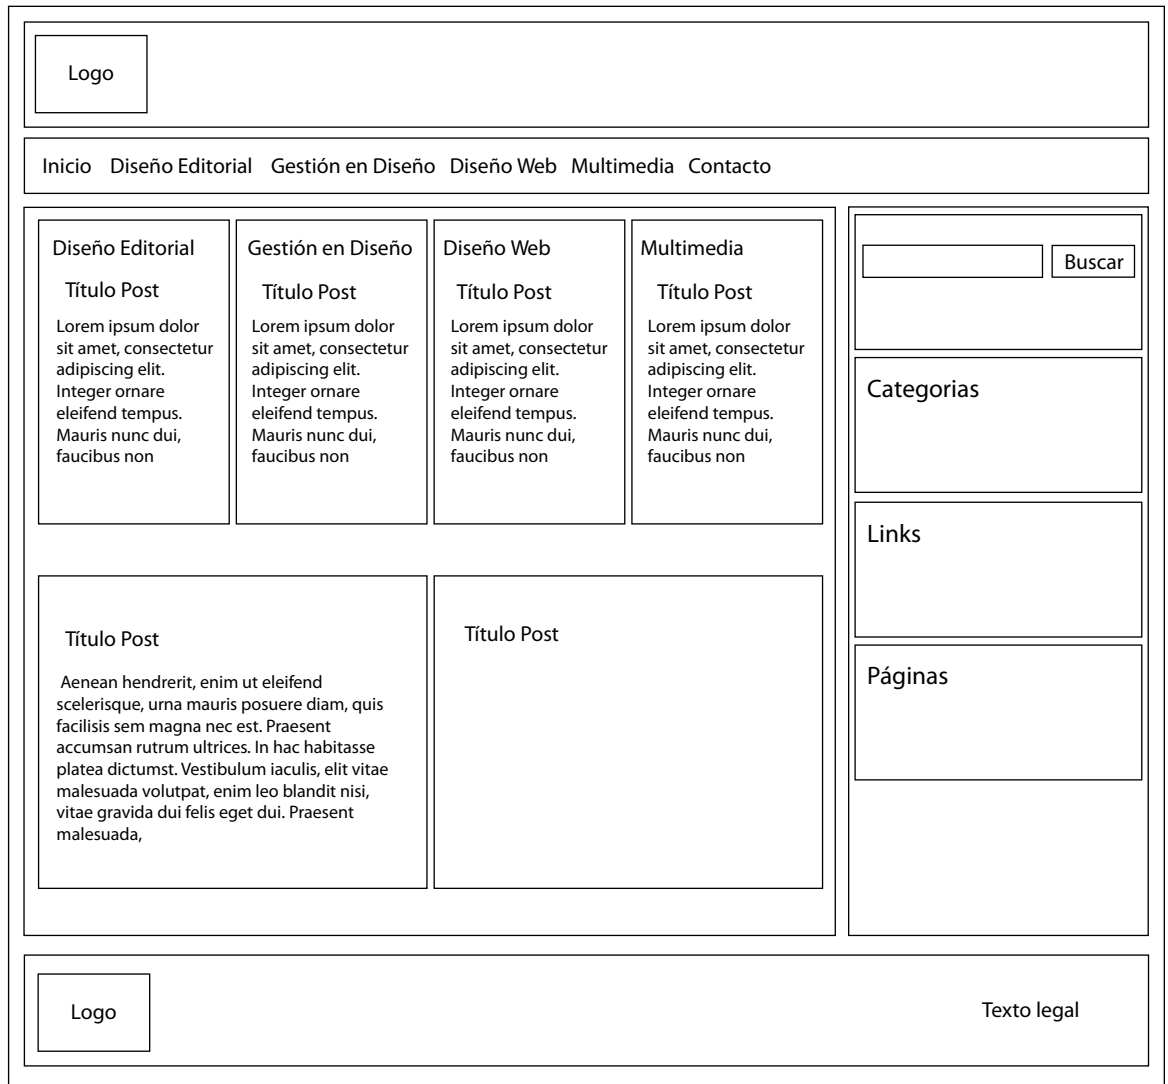 Logo
Inicio Diseño Editorial Gestión en Diseño Diseño Web Multimedia Contacto
Diseño Editorial
Título Post
Lorem ipsum dolor
sit amet, consectetur
adipiscing elit.
Integer ornare
eleifend tempus.
Mauris nunc dui,
faucibus non
Gestión en Diseño
Título Post
Lorem ipsum dolor
sit amet, consectetur
adipiscing elit.
Integer ornare
eleifend tempus.
Mauris nunc dui,
faucibus non
Diseño Web
Título Post
Lorem ipsum dolor
sit amet, consectetur
adipiscing elit.
Integer ornare
eleifend tempus.
Mauris nunc dui,
faucibus non
Multimedia
Título Post
Lorem ipsum dolor
sit amet, consectetur
adipiscing elit.
Integer ornare
eleifend tempus.
Mauris nunc dui,
faucibus non
Título Post
Aenean hendrerit, enim ut eleifend
scelerisque, urna mauris posuere diam, quis
facilisis sem magna nec est. Praesent
accumsan rutrum ultrices. In hac habitasse
platea dictumst. Vestibulum iaculis, elit vitae
malesuada volutpat, enim leo blandit nisi,
vitae gravida dui felis eget dui. Praesent
malesuada,
Título Post
Buscar
Categorias
Links
Páginas
Logo
Texto legal